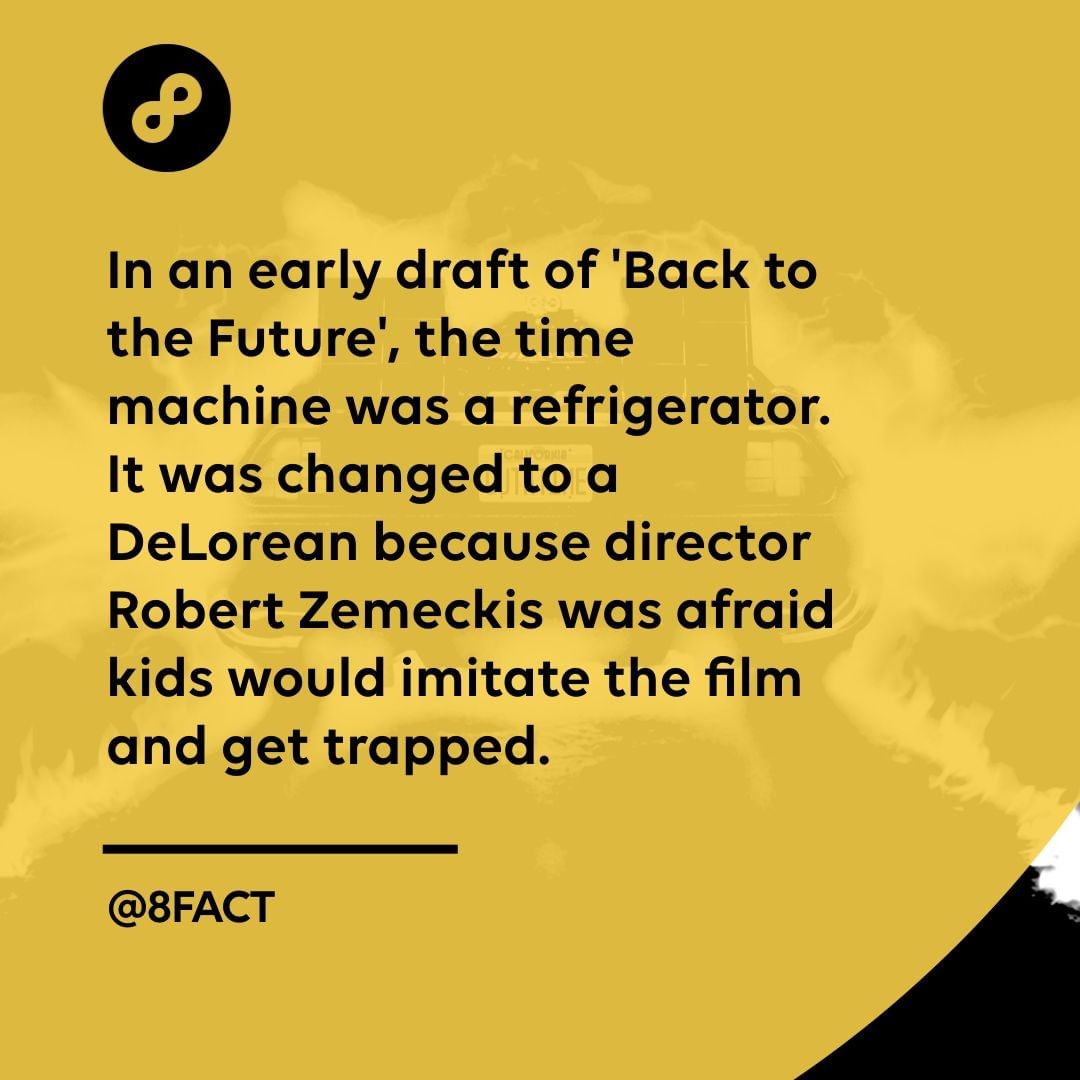 In an early draft of 'Back to
the Future', the time
machine was a refrigerator.
It was changed to a
DeLorean because director
Robert Zemeckis was afraid
kids would imitate the film
and get trapped.
@8FACT
CALIFORNIA